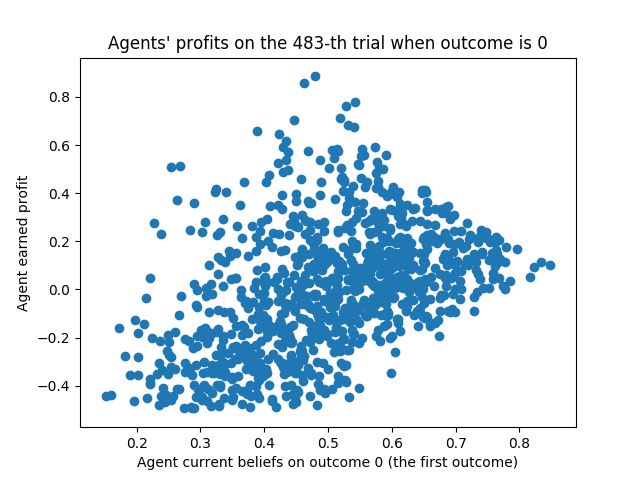 Agents' profits on the 483-th trial when outcome is 0
Agent earned profit
0.8
0.6
0.4
0.2
0.0
−0.2
−0.4
0.2 0.3 0.4 0.5 0.6 0.7 0.8
Agent current beliefs on outcome 0 (the first outcome)